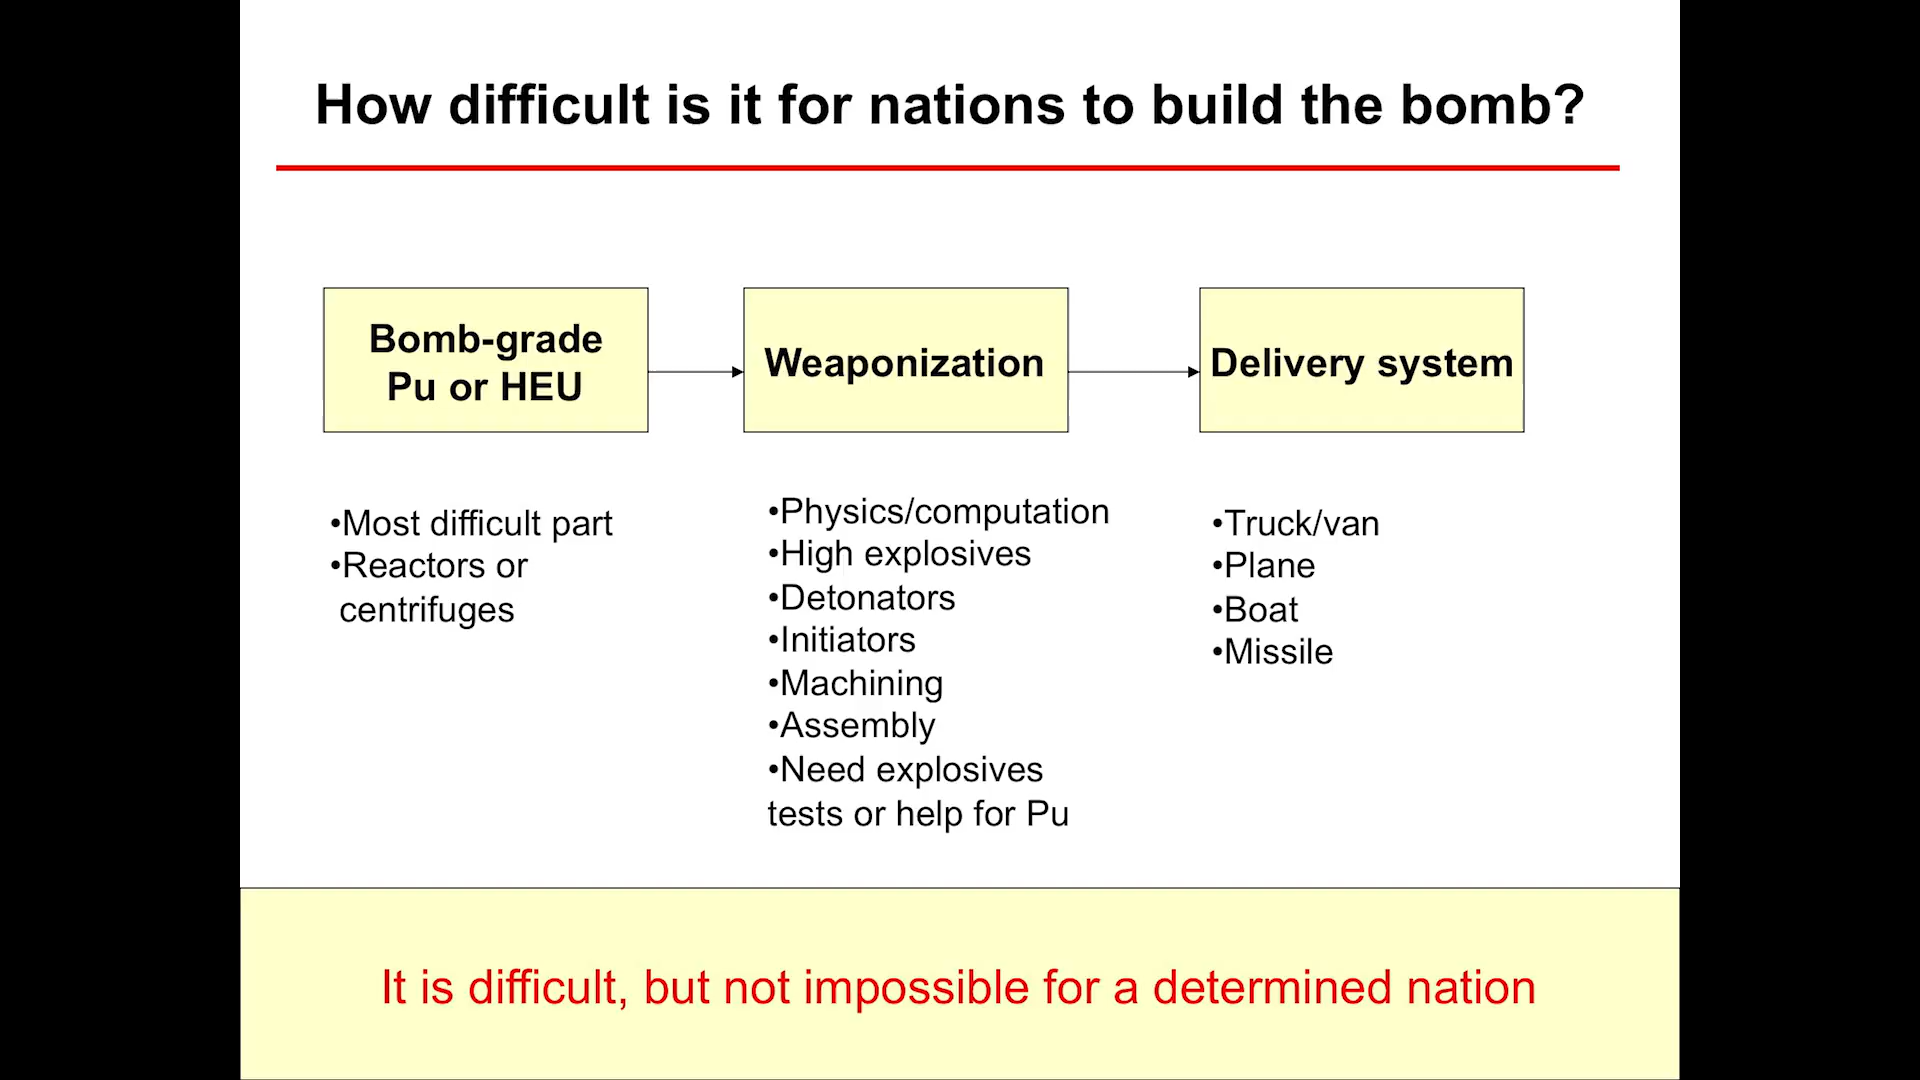 How difficult is it for nations to build the bomb?
Bomb-grade
Pu or HEU
Weaponization
Delivery system
•Most difficult part
•Reactors or
centrifuges
•Physics/computation
•High explosives
•Detonators
•Initiators
•Machining
•Assembly
•Need explosives
tests or help for Pu
•Truck/van
•Plane
•Boat
•Missile
It is difficult, but not impossible for a determined nation